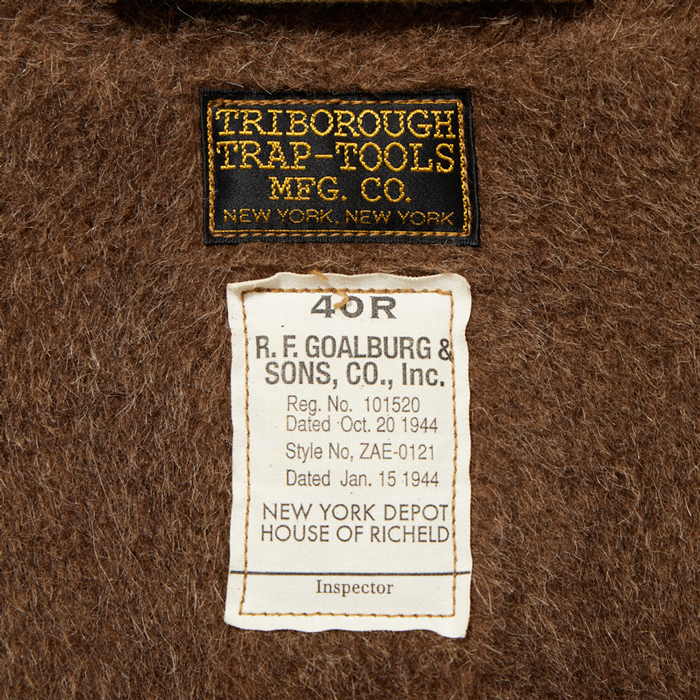 TRIBOROUGH
TRAP-TOOLS
MFG. CO.
NEW YORK, NEW YORK
40R
R. F. GOALBURG &
SONS, CO., Inc.
Reg. No. 101520
Dated Oct. 20 1944
Style No, ZAE-0121
Dated Jan. 15 1944
NEW YORK DEPOT
HOUSE OF RICHELD
Inspector